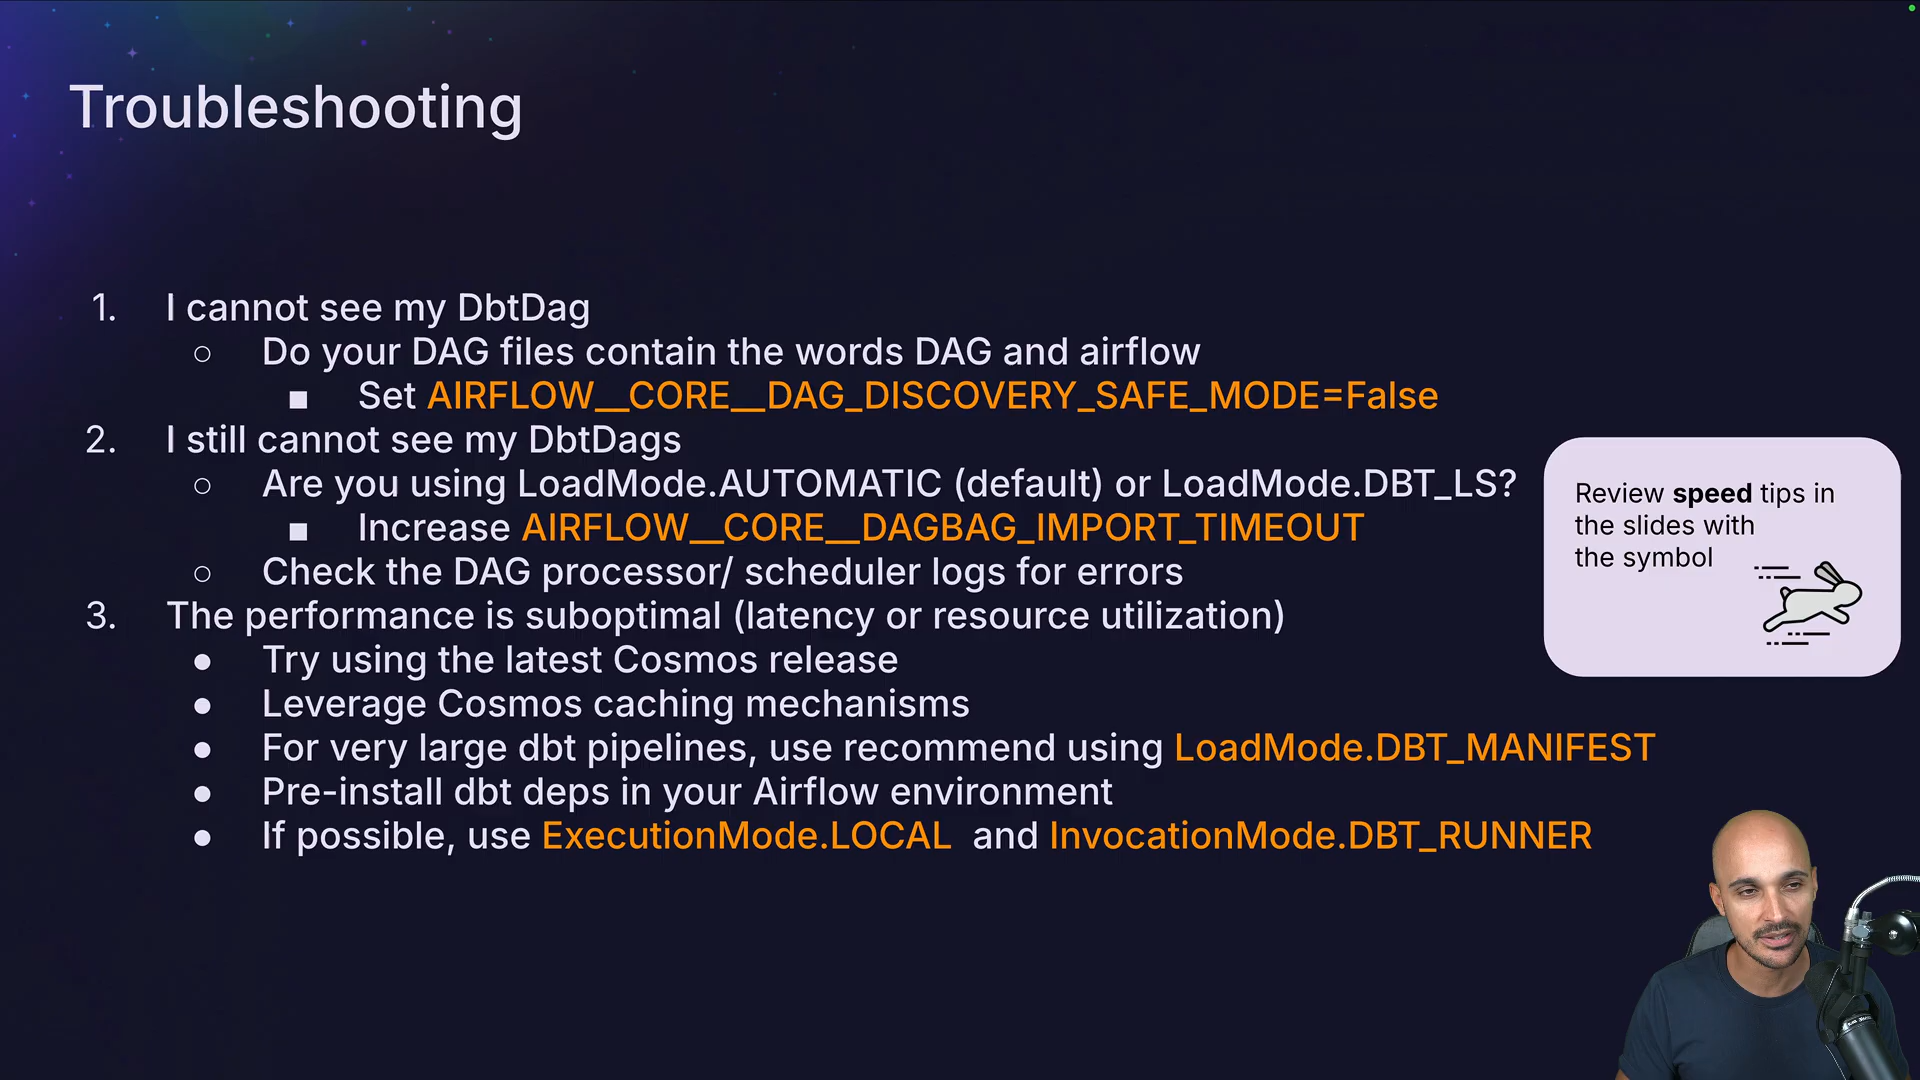 Troubleshooting
1. I cannot see my DbtDag
○ Do your DAG files contain the words DAG and airflow
■ Set AIRFLOW__CORE__DAG_DISCOVERY_SAFE_MODE=False
2. I still cannot see my DbtDags
○ Are you using LoadMode.AUTOMATIC (default) or LoadMode.DBT_LS?
■ Increase AIRFLOW__CORE__DAGBAG_IMPORT_TIMEOUT
○ Check the DAG processor/ scheduler logs for errors
3. The performance is suboptimal (latency or resource utilization)
● Try using the latest Cosmos release
● Leverage Cosmos caching mechanisms
● For very large dbt pipelines, use recommend using LoadMode.DBT_MANIFEST
● Pre-install dbt deps in your Airflow environment
● If possible, use ExecutionMode.LOCAL and InvocationMode.DBT_RUNNER
Review speed tips in
the slides with
the symbol